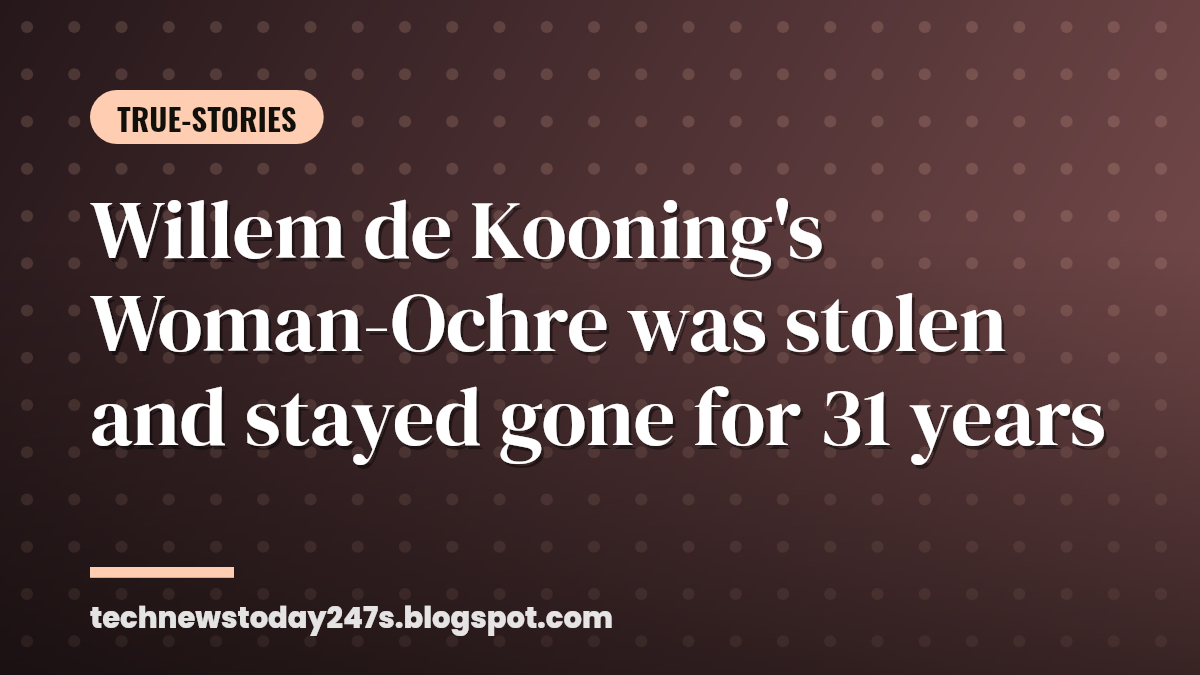 TRUE-STORIES
Willem de Kooning's
Woman-Ochre was stolen
and stayed gone for 31 years
technewstoday247s.blogspot.com